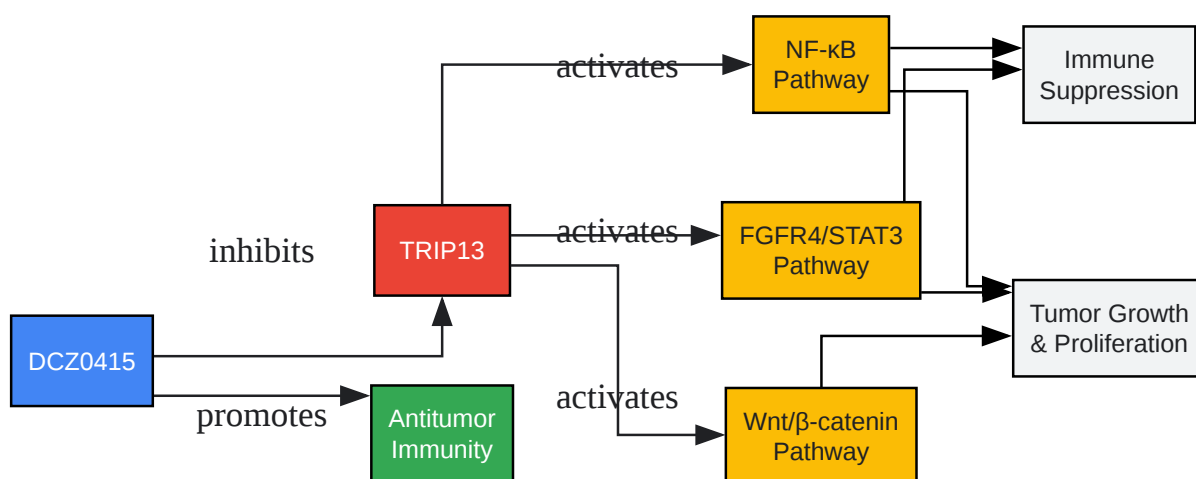 NF-κB
Pathway
Immune
Suppression
activates
TRIP13
inhibits
activates
FGFR4/STAT3
Pathway
Tumor Growth
& Proliferation
DCZ0415
promotes
Antitumor
Immunity
activates
Wnt/β-catenin
Pathway